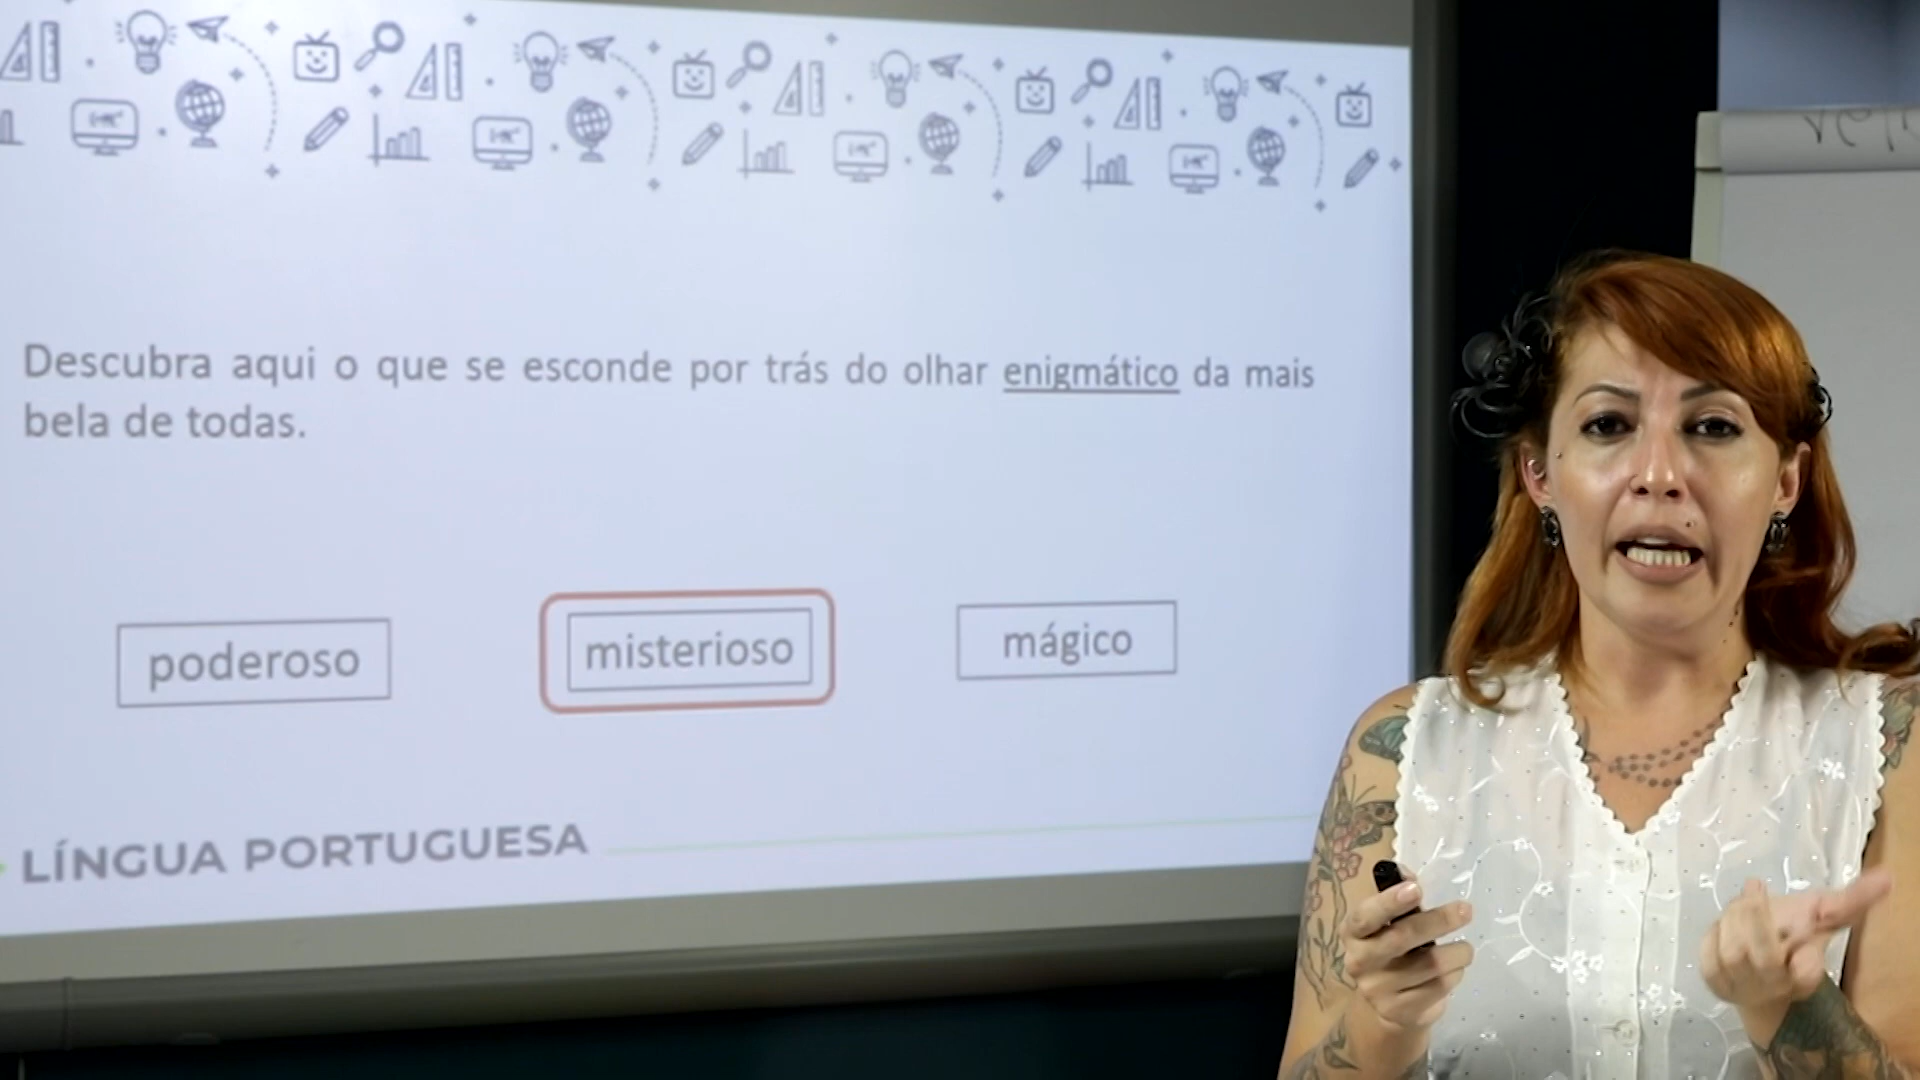 Descubra aqui o que se esconde por trás do olhar enigmático da mais
bela de todas.
poderoso
misterioso
mágico
LÍNGUA PORTUGUESA